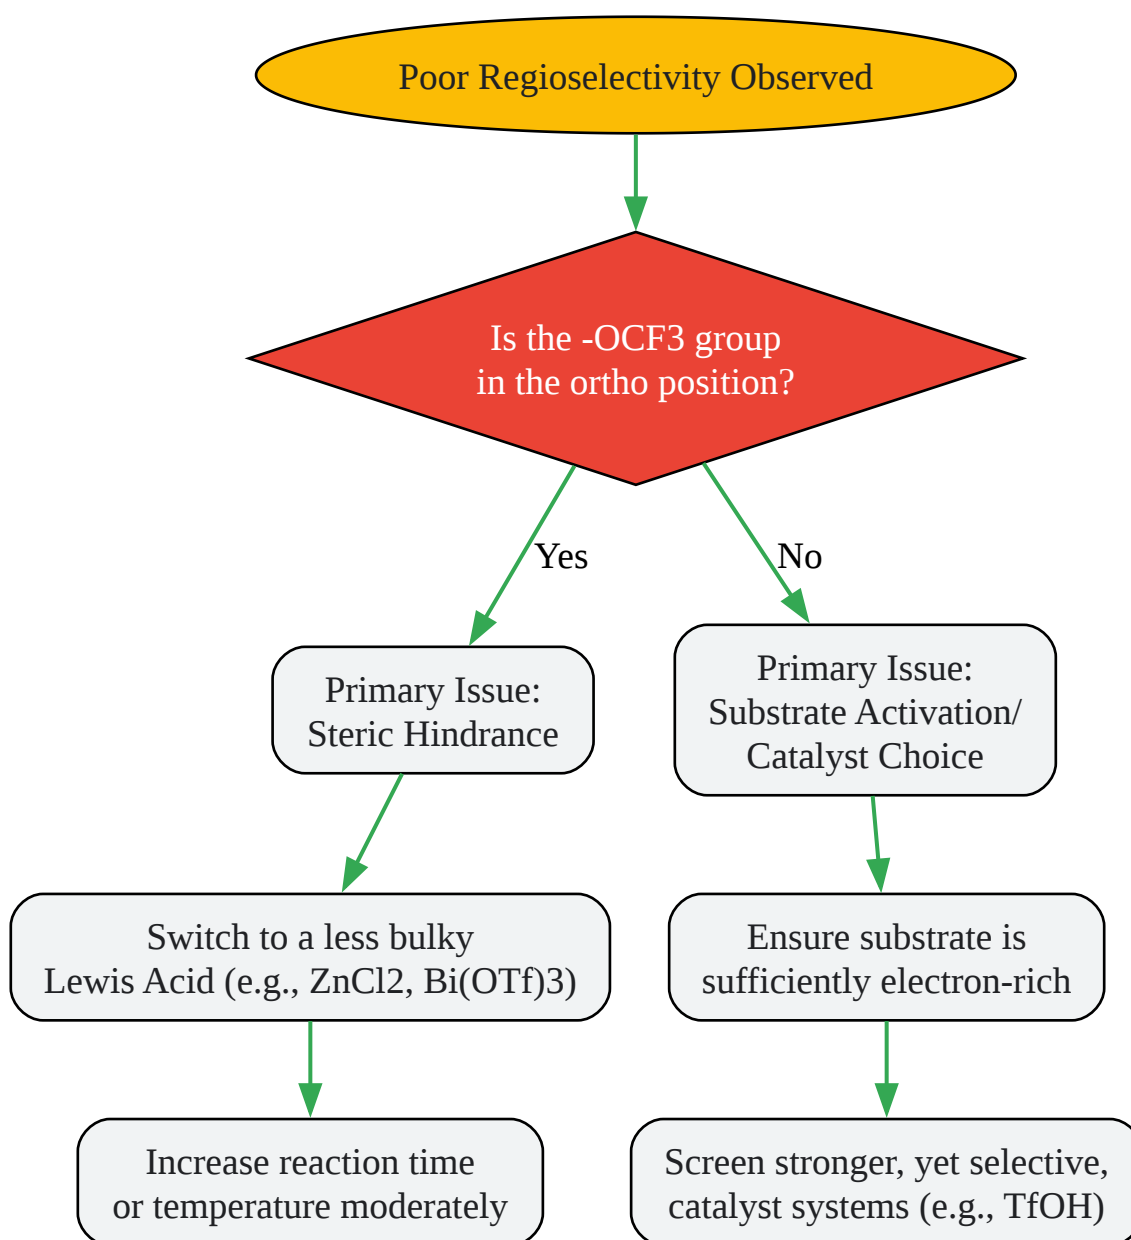 Poor Regioselectivity Observed
Is the -OCF3 group
in the ortho position?
Yes
No
Primary Issue:
Steric Hindrance
Primary Issue:
Substrate Activation/
Catalyst Choice
Switch to a less bulky
Lewis Acid (e.g., ZnCl2, Bi(OTf)3)
Ensure substrate is
sufficiently electron-rich
Increase reaction time
or temperature moderately
Screen stronger, yet selective,
catalyst systems (e.g., TfOH)